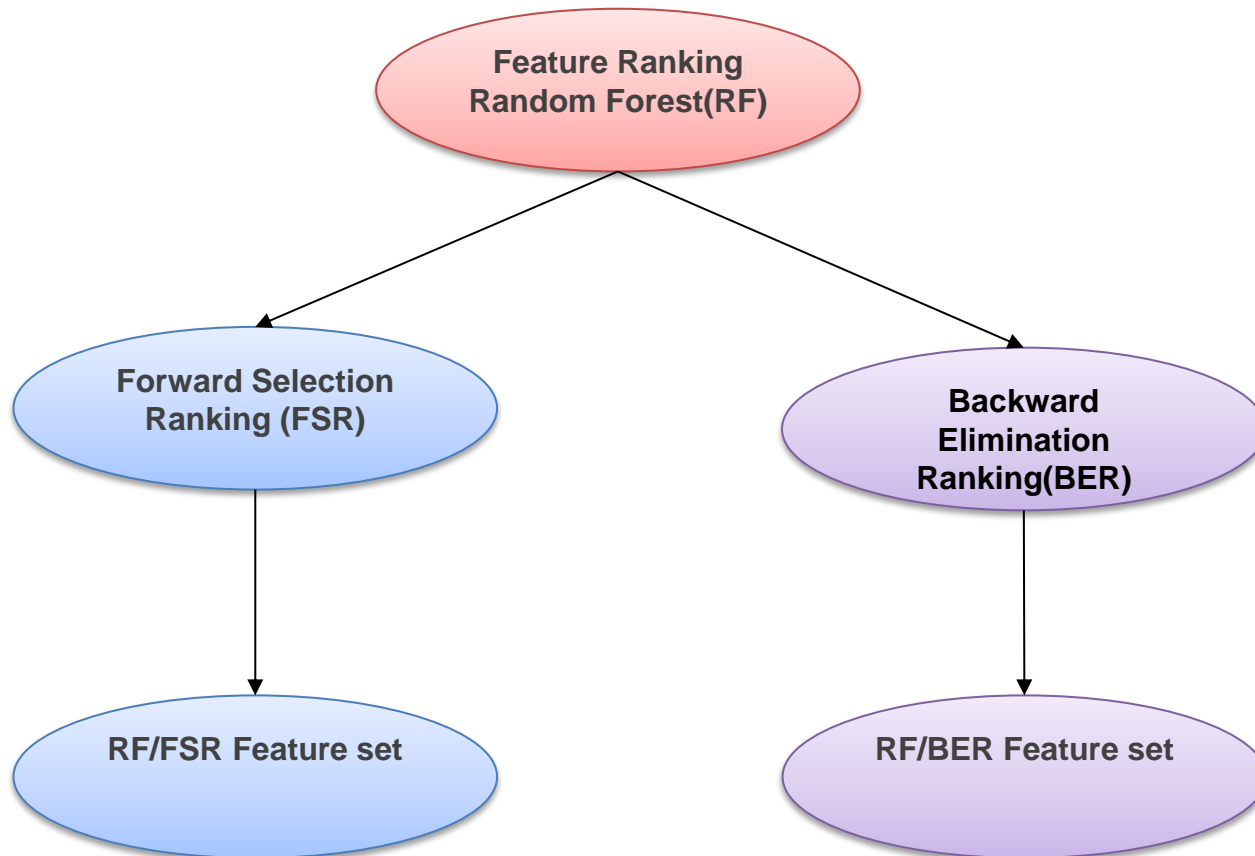 Feature Ranking
Random Forest(RF)
Forward Selection
Ranking (FSR)
Backward
Elimination
Ranking(BER)
RF/FSR Feature set
RF/BER Feature set